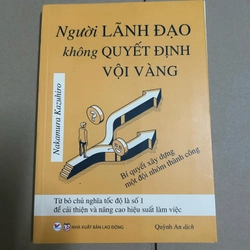 Người LÃNH ĐẠO
không QUYẾT ĐỊNH
VỘI VÀNG
Nakamura Kazuhiro
Bí quyết xây dựng
một đội nhóm thành công
Từ bỏ chủ nghĩa tốc độ là số 1
để cải thiện và nâng cao hiệu suất làm việc
NHÀ XUẤT BẢN LAO ĐỘNG
Quỳnh An dịch